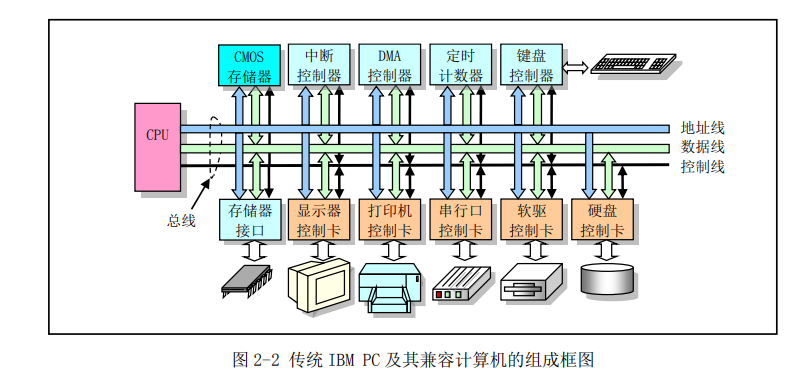 CMOS
存储器
中断
控制器
DMA
控制器
定时
计数器
键盘
控制器
CPU
地址线
数据线
控制线
总线
存储器
接口
显示器
控制卡
打印机
控制卡
串行口
控制卡
软驱
控制卡
硬盘
控制卡
图 2-2 传统 IBM PC 及其兼容计算机的组成框图